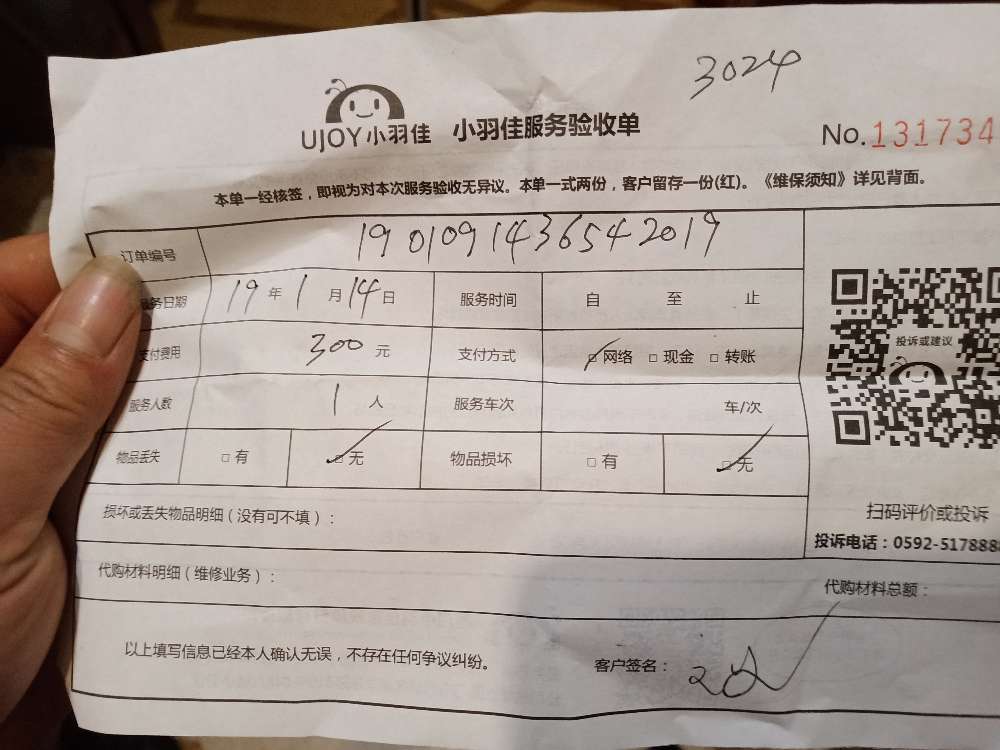 3024
UJOY小羽佳 小羽佳服务验收单
No.131734
本单一经核签，即视为对本次服务验收无异议。本单一式两份，客户留存一份(红)。《维保须知》详见背面。
订单编号 19010914365442019
服务日期 19年1月14日 服务时间 自 至 止
支付费用 300元 支付方式 网络 现金 转账
服务人数 1人 服务车次 车/次
物品丢失 有 无 物品损坏 有 无
投诉或建议
扫码评价或投诉
投诉电话：0592-5178888
损坏或丢失物品明细（没有可不填）：
代购材料明细（维修业务）： 代购材料总额：
以上填写信息已经本人确认无误，不存在任何争议纠纷。 客户签名：